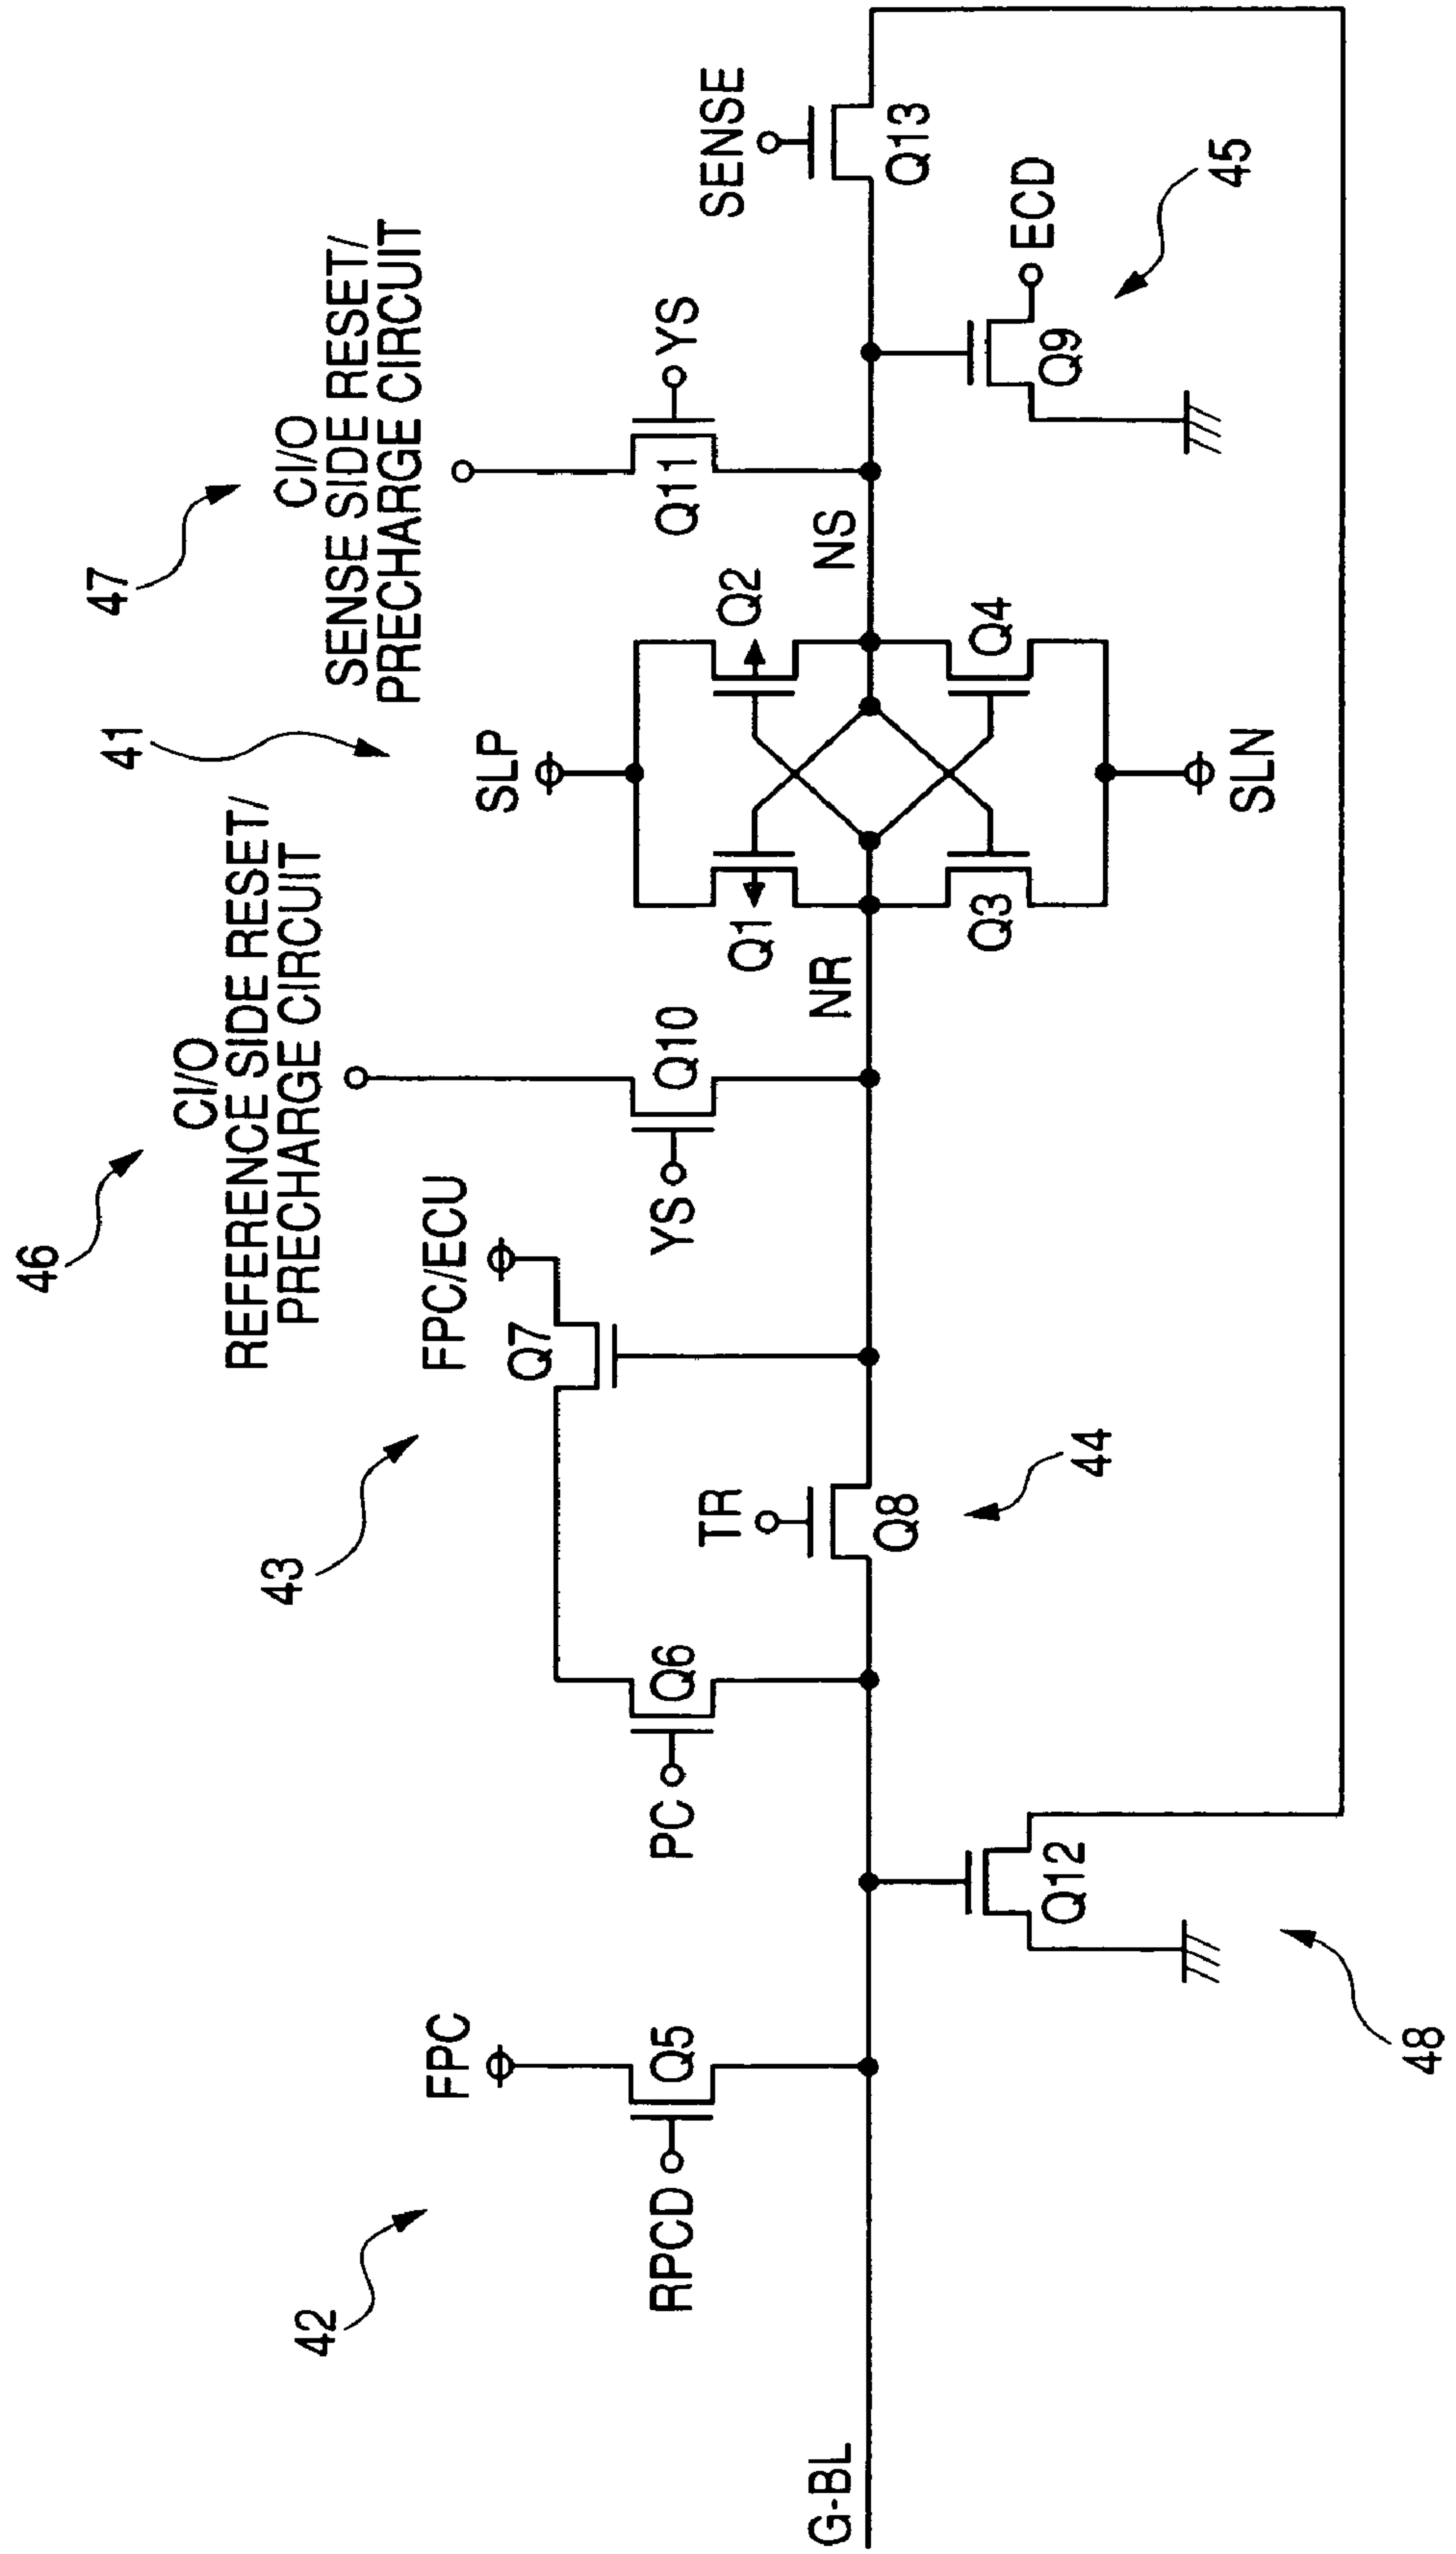 46
CI/O
REFERENCE SIDE RESET/
PRECHARGE CIRCUIT
47
CI/O
SENSE SIDE RESET/
PRECHARGE CIRCUIT
41
42
43
FPC
FPC/ECU
SLP
RPCD
Q5
PC
Q6
Q7
YS
Q10
Q11
YS
TR
Q1
Q2
SENSE
G-BL
NR
NS
Q8
Q13
Q12
Q3
Q4
Q9
ECD
44
45
SLN
48